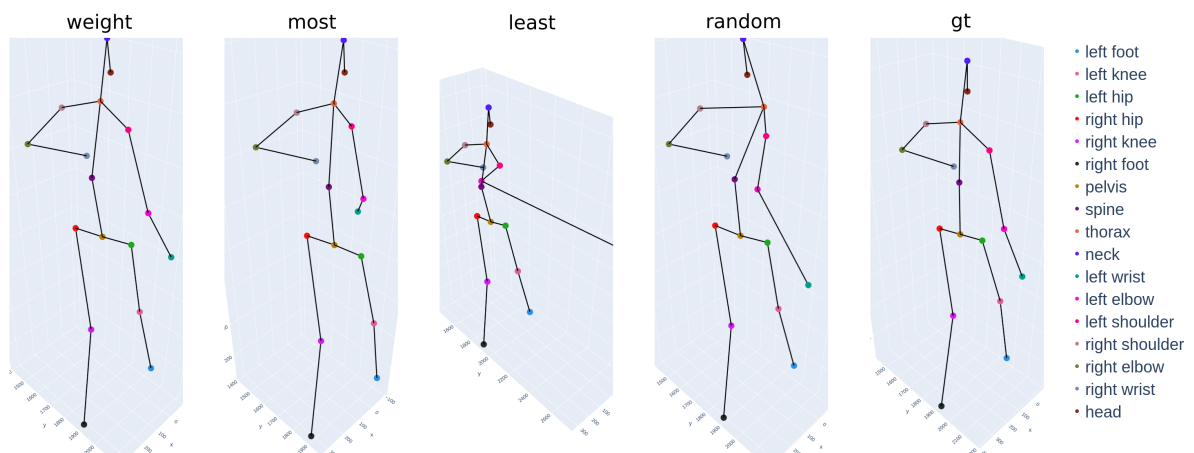 weight
most
least
random
gt
left foot
left knee
left hip
right hip
right knee
right foot
pelvis
spine
thorax
neck
left wrist
left elbow
left shoulder
right shoulder
right elbow
right wrist
head